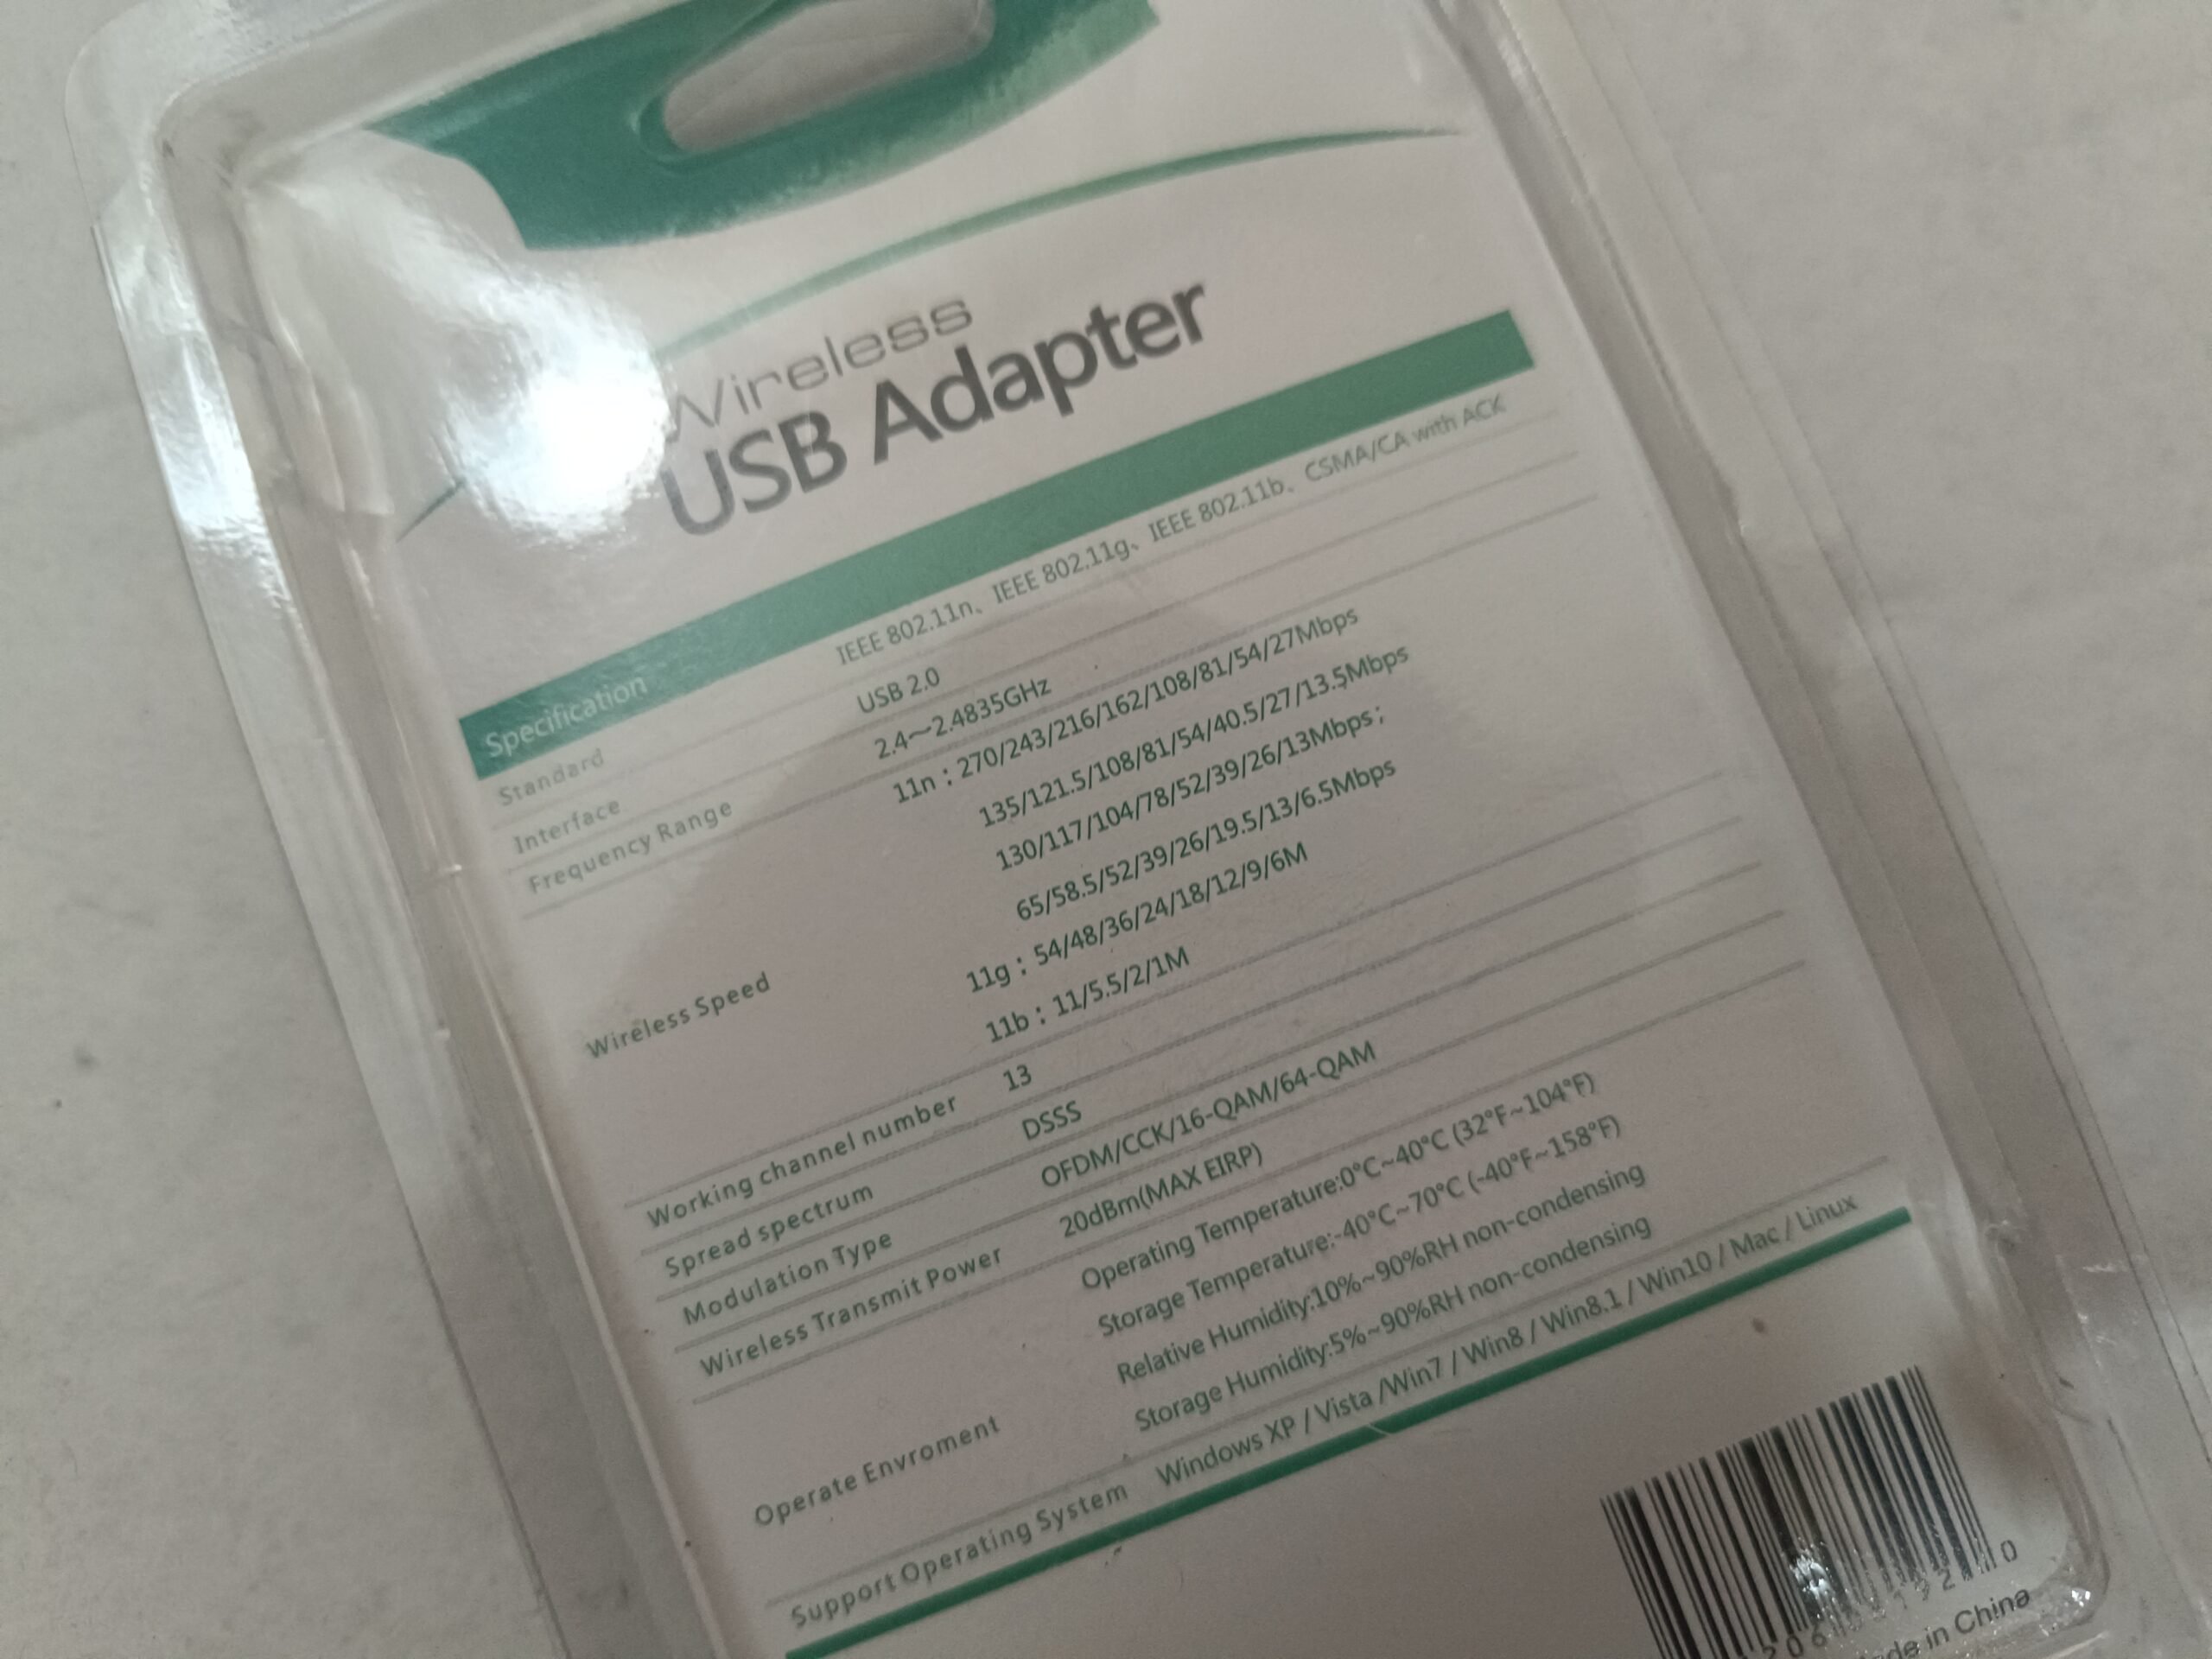 Wireless
USB Adapter
Specification
Standard IEEE 802.11n、IEEE 802.11g、IEEE 802.11b、CSMA/CA with ACK
Interface USB 2.0
Frequency Range 2.4～2.4835GHz
Wireless Speed 11n：270/243/216/162/108/81/54/27Mbps
135/121.5/108/81/54/40.5/27/13.5Mbps
130/117/104/78/52/39/26/13Mbps；
65/58.5/52/39/26/19.5/13/6.5Mbps
11g：54/48/36/24/18/12/9/6M
11b：11/5.5/2/1M
Working channel number 13
Spread spectrum DSSS
Modulation Type OFDM/CCK/16-QAM/64-QAM
Wireless Transmit Power 20dBm(MAX EIRP)
Operate Envroment Operating Temperature:0°C~40°C (32°F~104°F)
Storage Temperature:-40°C~70°C (-40°F~158°F)
Relative Humidity:10%~90%RH non-condensing
Storage Humidity:5%~90%RH non-condensing
Support Operating System Windows XP / Vista /Win7 / Win8 / Win8.1 / Win10 / Mac / Linux
in China